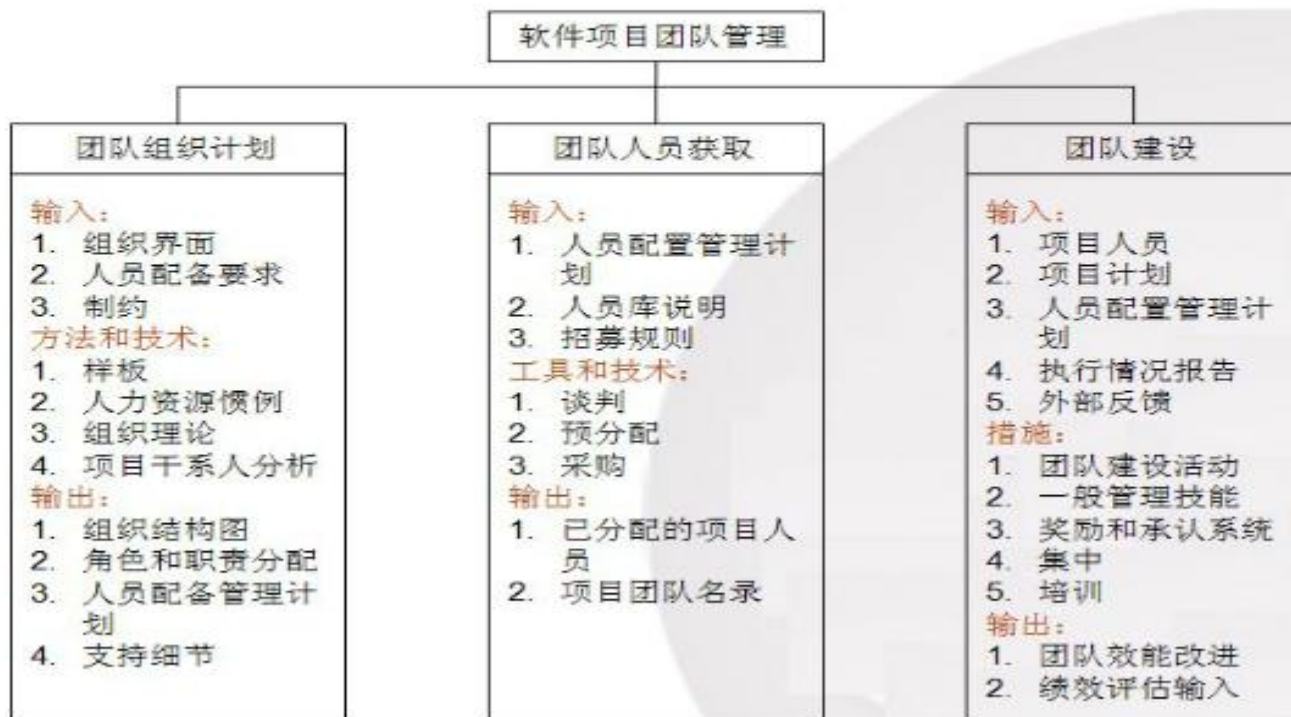 软件项目团队管理
团队组织计划
输入：
1. 组织界面
2. 人员配备要求
3. 制约
方法和技术：
1. 样板
2. 人力资源惯例
3. 组织理论
4. 项目干系人分析
输出：
1. 组织结构图
2. 角色和职责分配
3. 人员配备管理计
划
4. 支持细节
团队人员获取
输入：
1. 人员配置管理计
划
2. 人员库说明
3. 招募规则
工具和技术：
1. 谈判
2. 预分配
3. 采购
输出：
1. 已分配的项目人
员
2. 项目团队名录
团队建设
输入：
1. 项目人员
2. 项目计划
3. 人员配置管理计
划
4. 执行情况报告
5. 外部反馈
措施：
1. 团队建设活动
2. 一般管理技能
3. 奖励和承认系统
4. 集中
5. 培训
输出：
1. 团队效能改进
2. 绩效评估输入